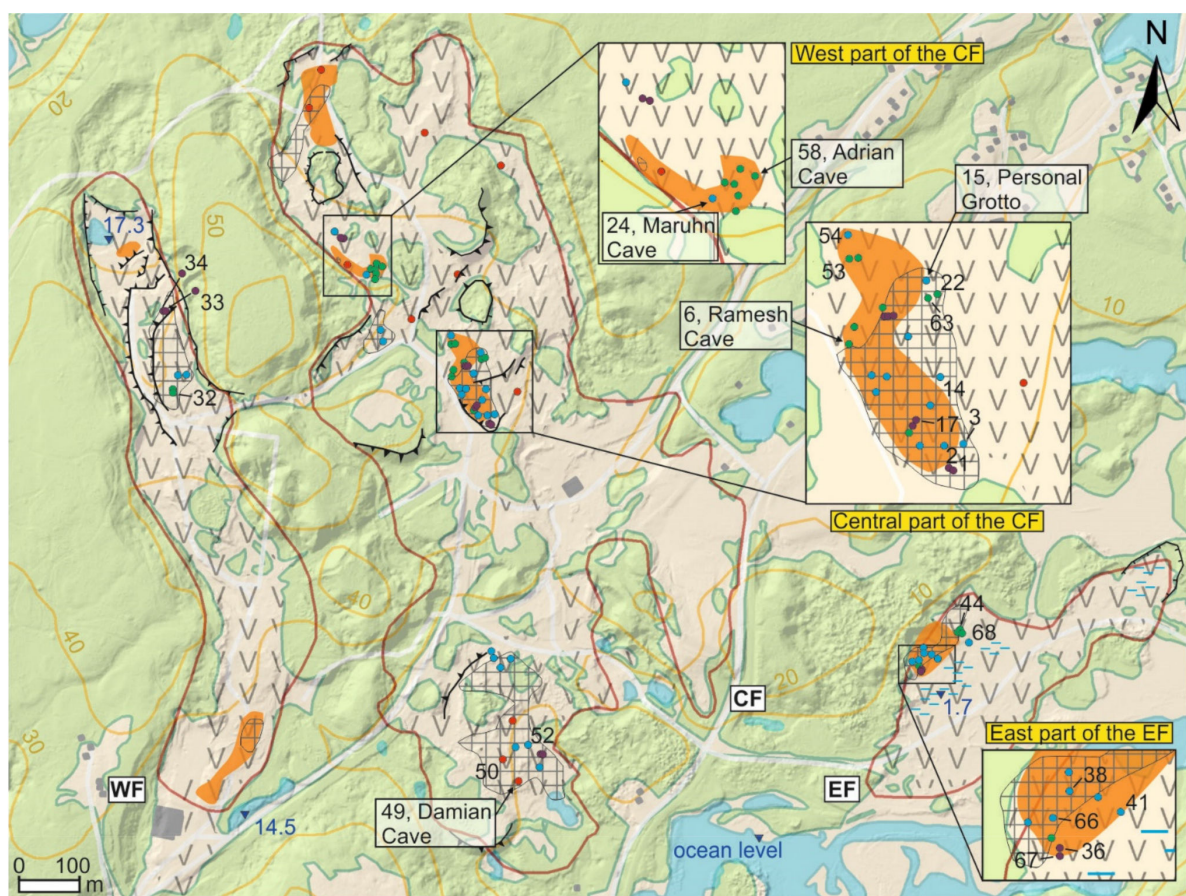 N
West part of the CF
20
58, Adrian
Cave
15, Personal
Grotto
24, Maruhn
Cave
17.3
50
34
33
54
53
22
63
10
6, Ramesh
Cave
14
3
17
2
1
32
Central part of the CF
40
10
44
68
40
20
1.7
CF
East part of the EF
30
52
50
38
41
66
67
36
WF
EF
49, Damian
Cave
14.5
ocean level
0
100
m